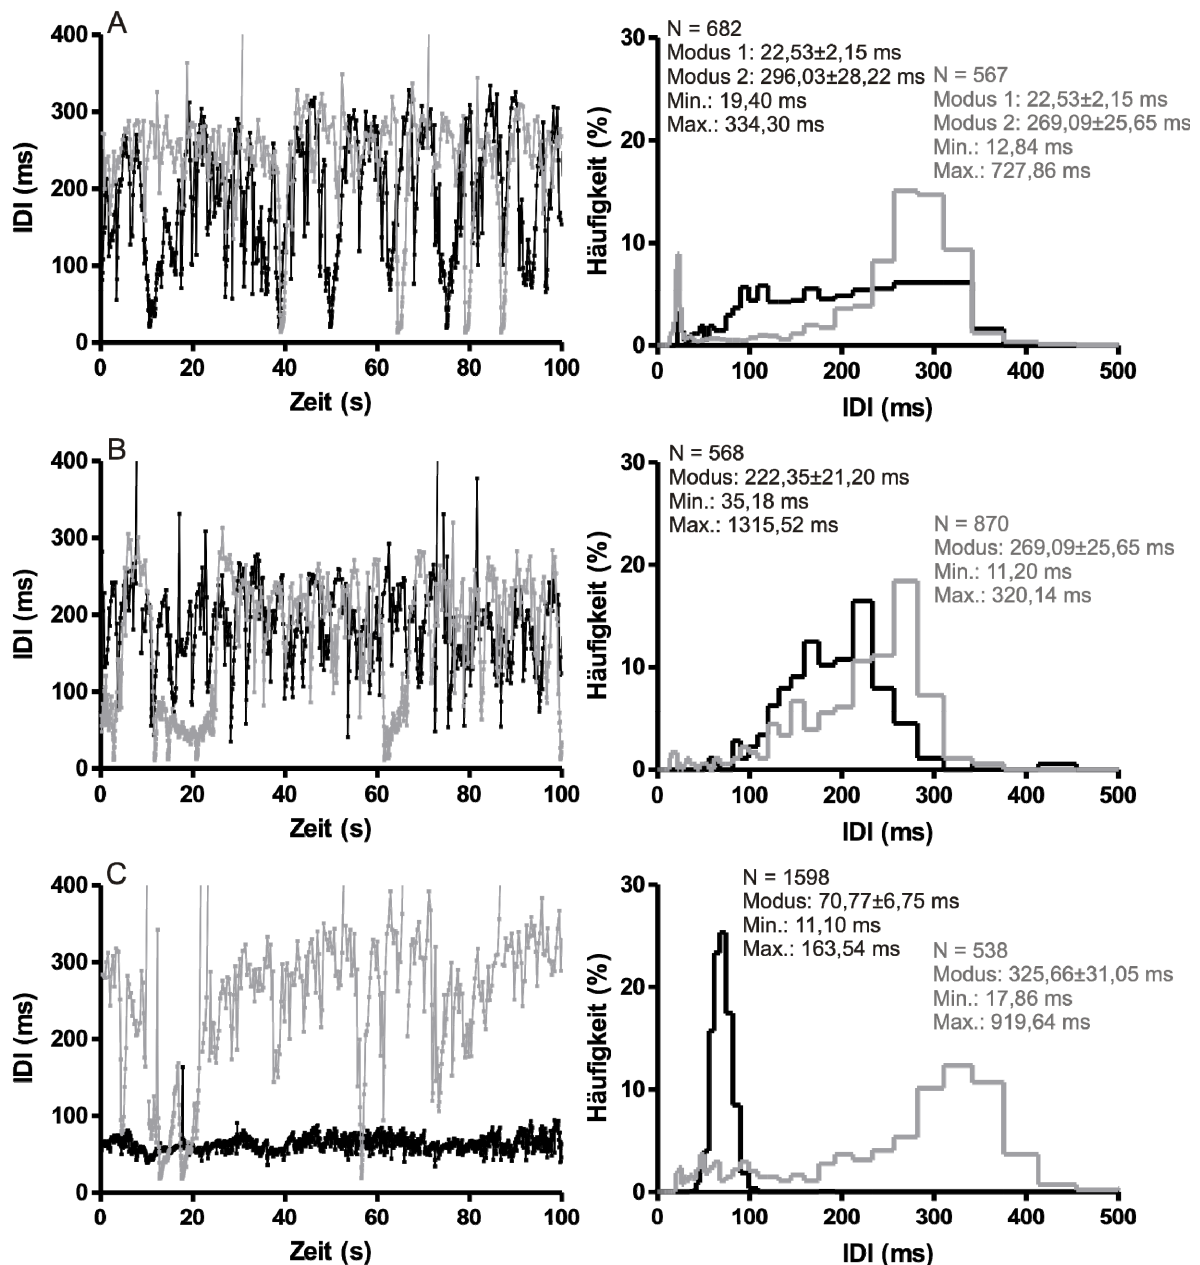 A
400
300
200
100
0
IDI (ms)
0 20 40 60 80 100
Zeit (s)
N = 682
Modus 1: 22,53±2,15 ms
Modus 2: 296,03±28,22 ms
Min.: 19,40 ms
Max.: 334,30 ms
N = 567
Modus 1: 22,53±2,15 ms
Modus 2: 269,09±25,65 ms
Min.: 12,84 ms
Max.: 727,86 ms
30
20
10
0
Häufigkeit (%)
0 100 200 300 400 500
IDI (ms)
B
400
300
200
100
0
IDI (ms)
0 20 40 60 80 100
Zeit (s)
N = 568
Modus: 222,35±21,20 ms
Min.: 35,18 ms
Max.: 1315,52 ms
N = 870
Modus: 269,09±25,65 ms
Min.: 11,20 ms
Max.: 320,14 ms
30
20
10
0
Häufigkeit (%)
0 100 200 300 400 500
IDI (ms)
C
400
300
200
100
0
IDI (ms)
0 20 40 60 80 100
Zeit (s)
N = 1598
Modus: 70,77±6,75 ms
Min.: 11,10 ms
Max.: 163,54 ms
N = 538
Modus: 325,66±31,05 ms
Min.: 17,86 ms
Max.: 919,64 ms
30
20
10
0
Häufigkeit (%)
0 100 200 300 400 500
IDI (ms)